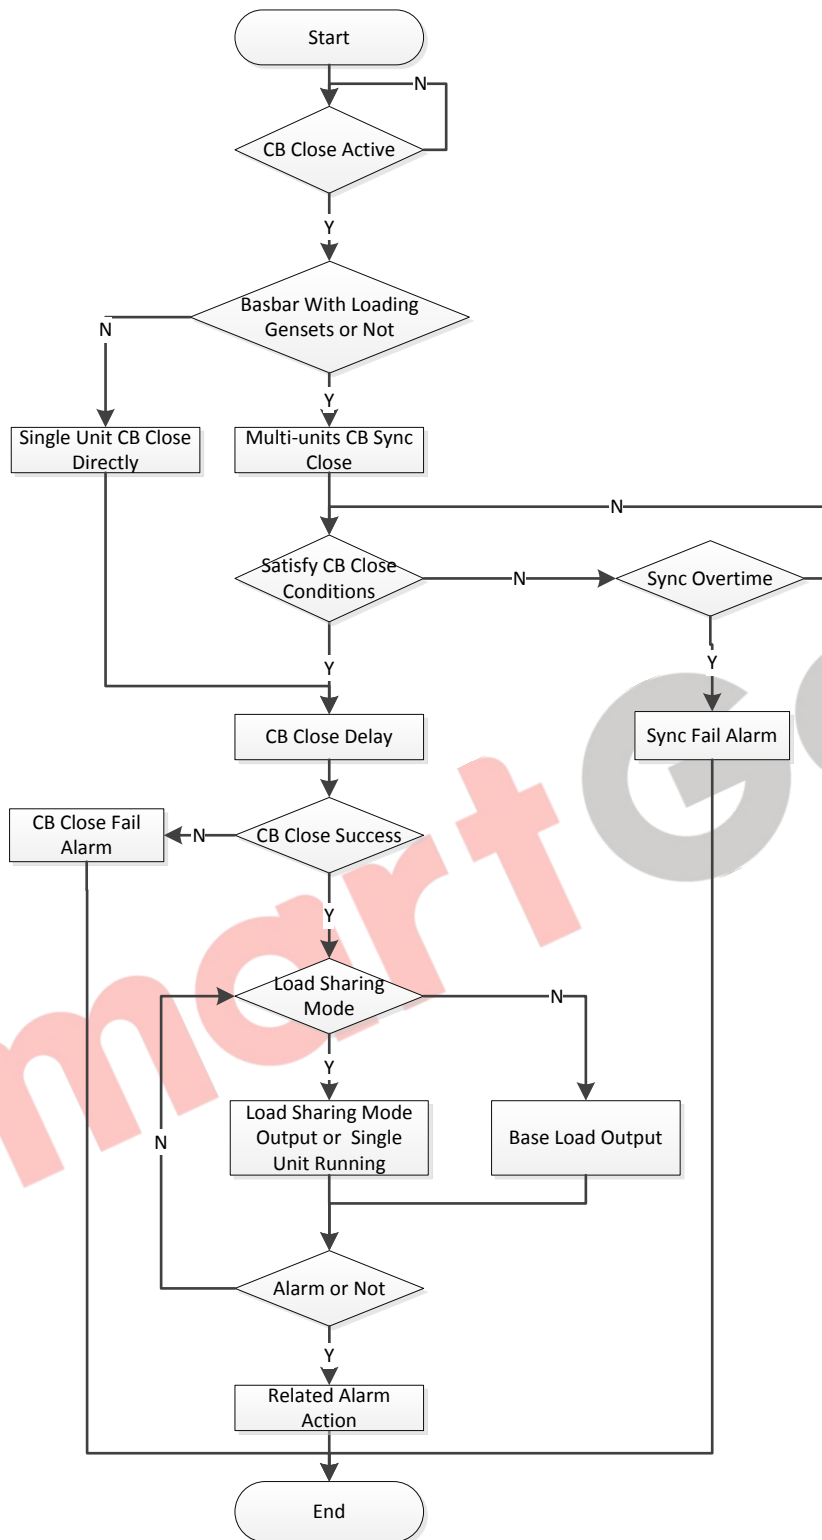 Start
N
CB Close Active
Y
Basbar With Loading
Gensets or Not
N
Y
Single Unit CB Close
Directly
Multi-units CB Sync
Close
N
Satisfy CB Close
Conditions
N
Sync Overtime
Y
Y
CB Close Delay
Sync Fail Alarm
CB Close Fail
Alarm
N
CB Close Success
Y
Load Sharing
Mode
N
Y
Load Sharing Mode
Output or  Single
Unit Running
Base Load Output
N
Alarm or Not
Y
Related Alarm
Action
End
martG